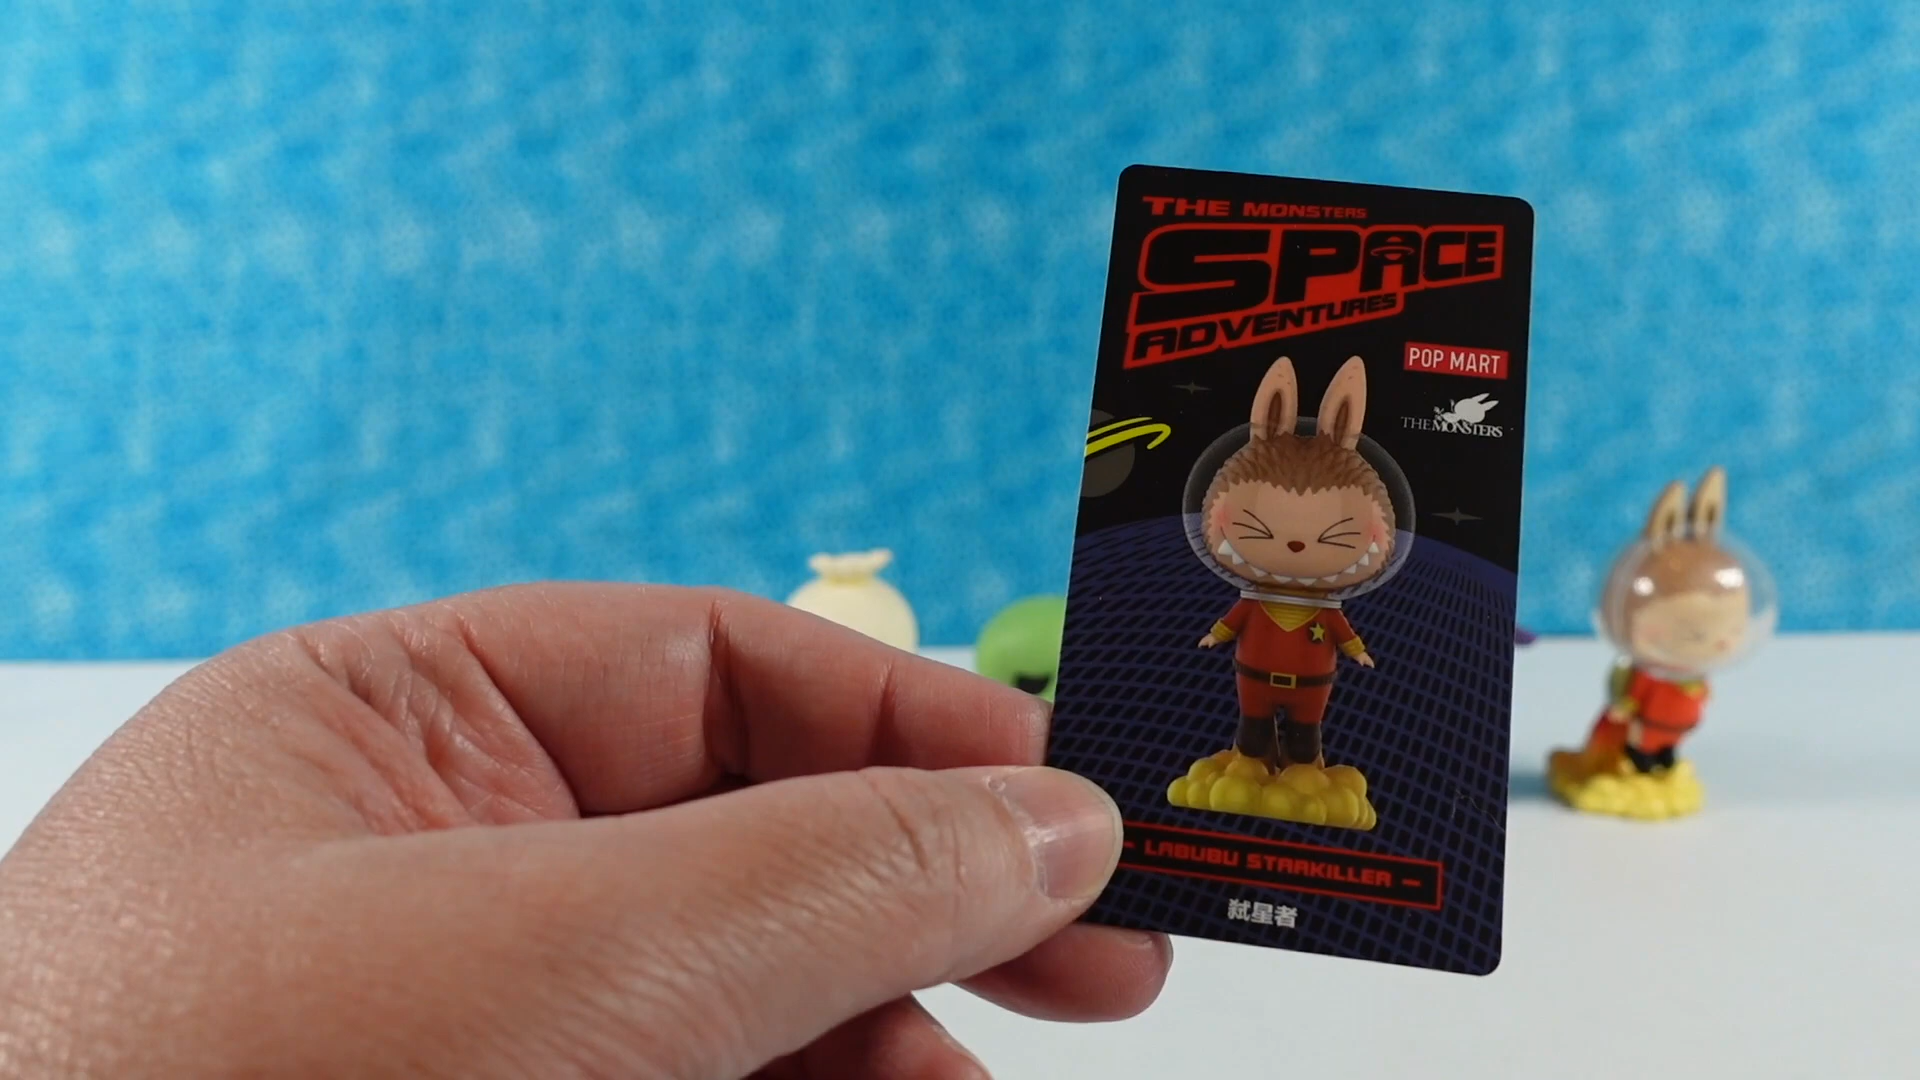 THE MONSTERS
SPACE
ADVENTURES
POP MART
THE MONSTERS
— LABUBU STARKILLER —
弑星者